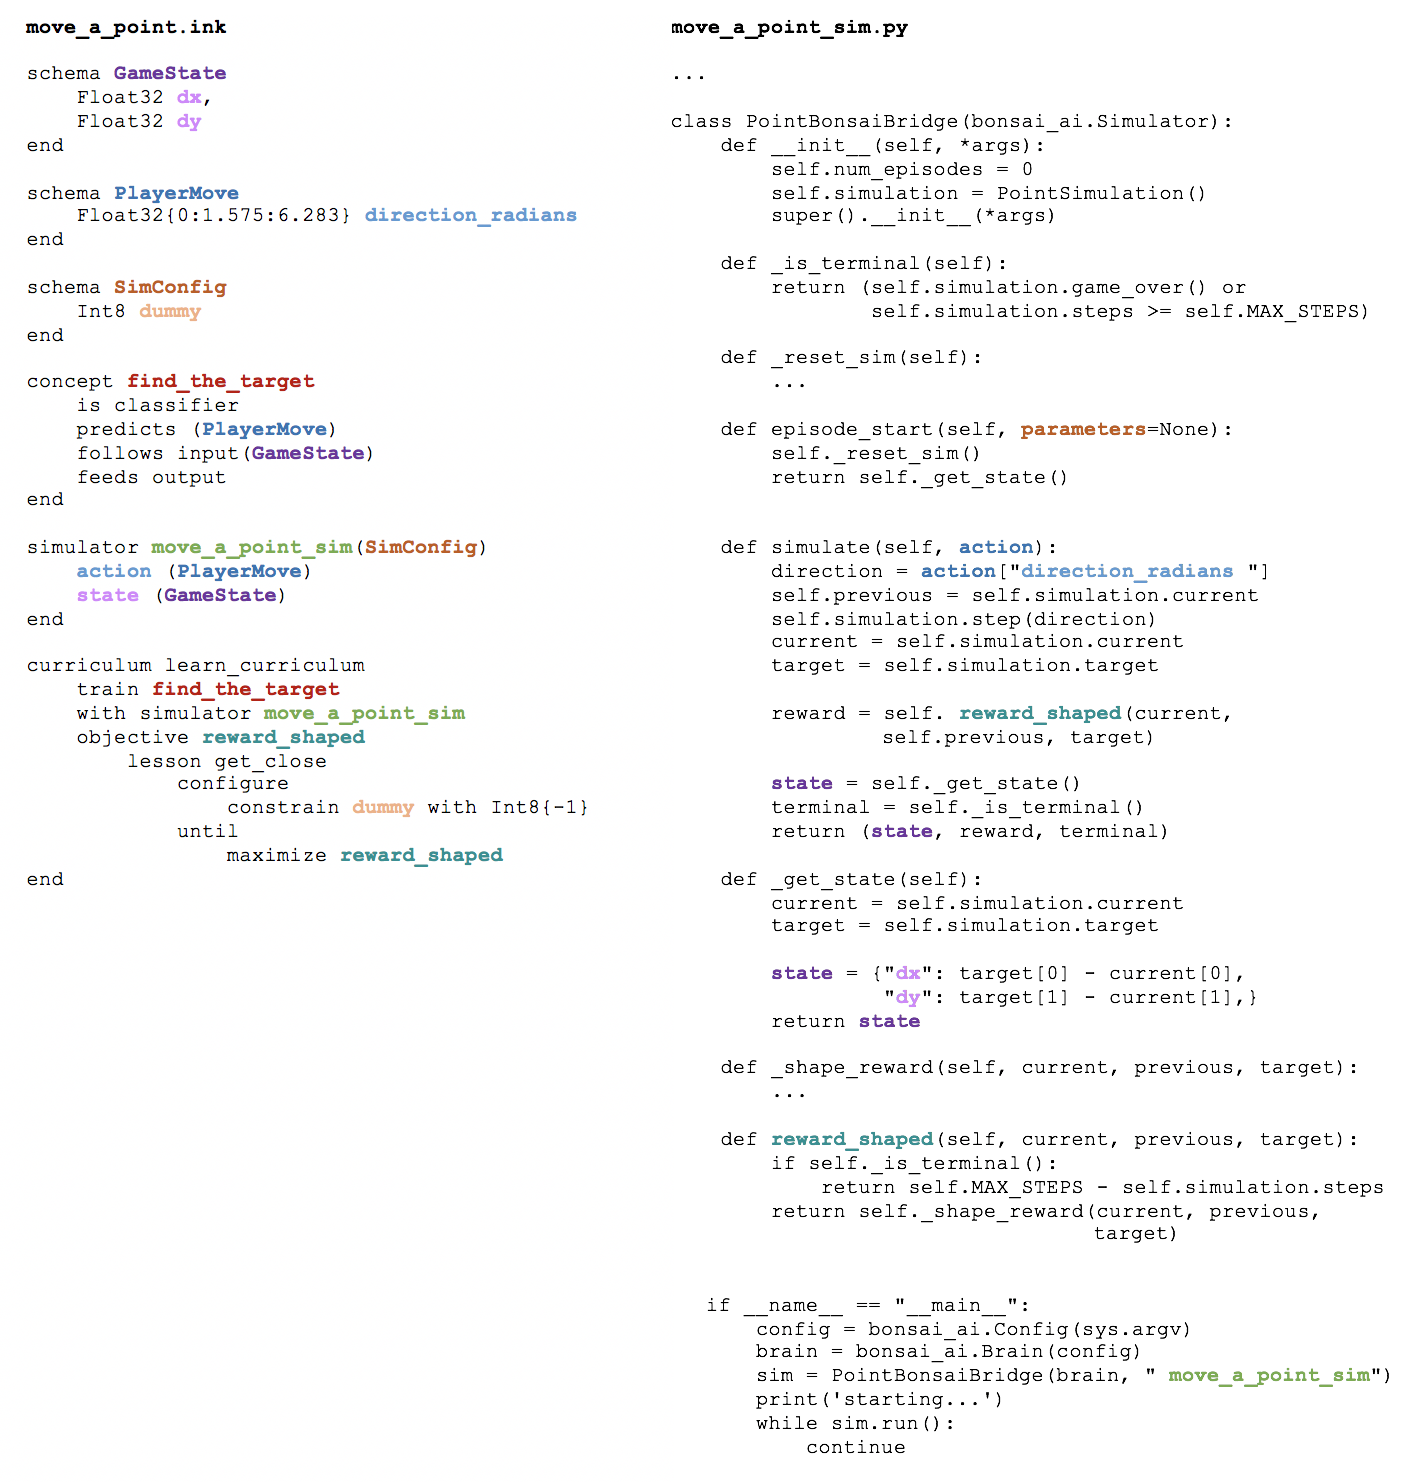 move_a_point.ink

schema GameState
    Float32 dx,
    Float32 dy
end

schema PlayerMove
    Float32{0:1.575:6.283} direction_radians
end

schema SimConfig
    Int8 dummy
end

concept find_the_target
    is classifier
    predicts (PlayerMove)
    follows input(GameState)
    feeds output
end

simulator move_a_point_sim(SimConfig)
    action (PlayerMove)
    state (GameState)
end

curriculum learn_curriculum
    train find_the_target
    with simulator move_a_point_sim
    objective reward_shaped
        lesson get_close
            configure
                constrain dummy with Int8{-1}
            until
                maximize reward_shaped
end

move_a_point_sim.py

...

class PointBonsaiBridge(bonsai_ai.Simulator):
    def __init__(self, *args):
        self.num_episodes = 0
        self.simulation = PointSimulation()
        super().__init__(*args)

    def _is_terminal(self):
        return (self.simulation.game_over() or
                self.simulation.steps >= self.MAX_STEPS)

    def _reset_sim(self):
        ...

    def episode_start(self, parameters=None):
        self._reset_sim()
        return self._get_state()

    def simulate(self, action):
        direction = action["direction_radians "]
        self.previous = self.simulation.current
        self.simulation.step(direction)
        current = self.simulation.current
        target = self.simulation.target

        reward = self. reward_shaped(current,
                 self.previous, target)

        state = self._get_state()
        terminal = self._is_terminal()
        return (state, reward, terminal)

    def _get_state(self):
        current = self.simulation.current
        target = self.simulation.target

        state = {"dx": target[0] - current[0],
                 "dy": target[1] - current[1],}
        return state

    def _shape_reward(self, current, previous, target):
        ...

    def reward_shaped(self, current, previous, target):
        if self._is_terminal():
            return self.MAX_STEPS - self.simulation.steps
        return self._shape_reward(current, previous,
                                  target)

if __name__ == "__main__":
    config = bonsai_ai.Config(sys.argv)
    brain = bonsai_ai.Brain(config)
    sim = PointBonsaiBridge(brain, " move_a_point_sim")
    print('starting...')
    while sim.run():
        continue